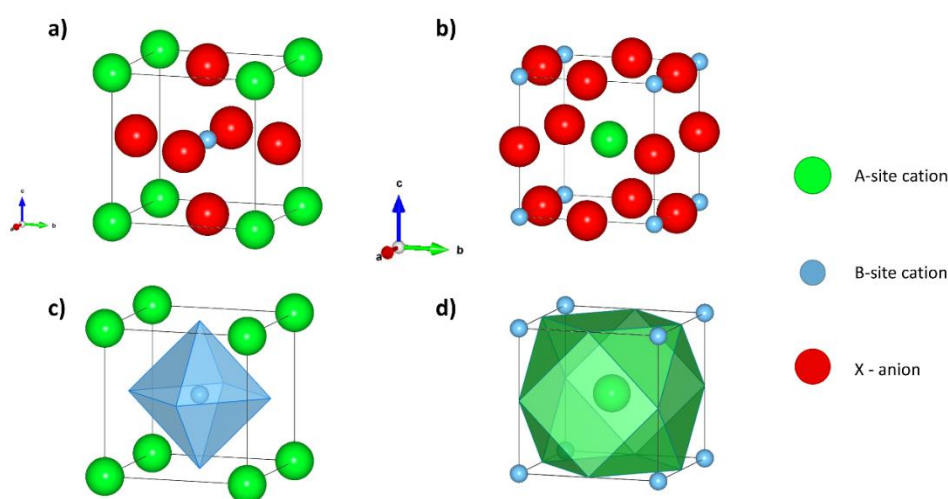 a)
b)
c
a
b
c
a
b
A-site cation
B-site cation
X - anion
c)
d)